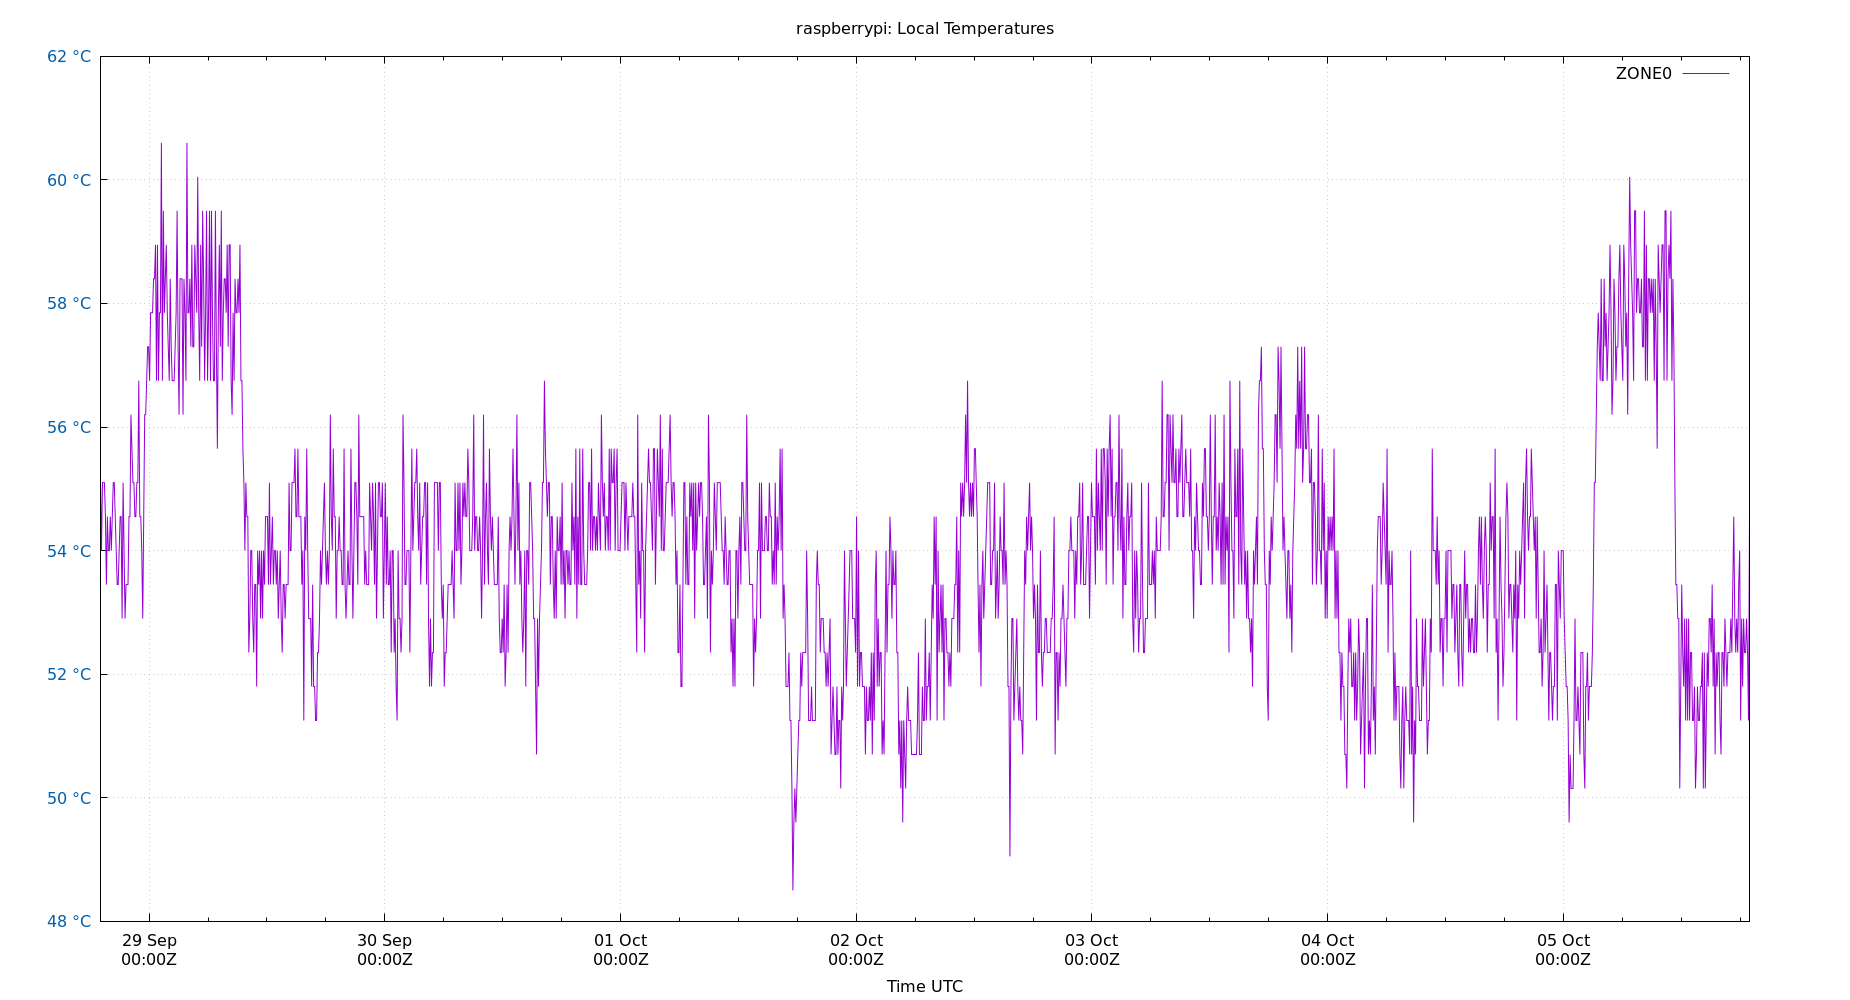 raspberrypi: Local Temperatures
62 °C
ZONE0
60 °C
58 °C
56 °C
54 °C
52 °C
50 °C
48 °C
29 Sep
00:00Z
30 Sep
00:00Z
01 Oct
00:00Z
02 Oct
00:00Z
03 Oct
00:00Z
04 Oct
00:00Z
05 Oct
00:00Z
Time UTC